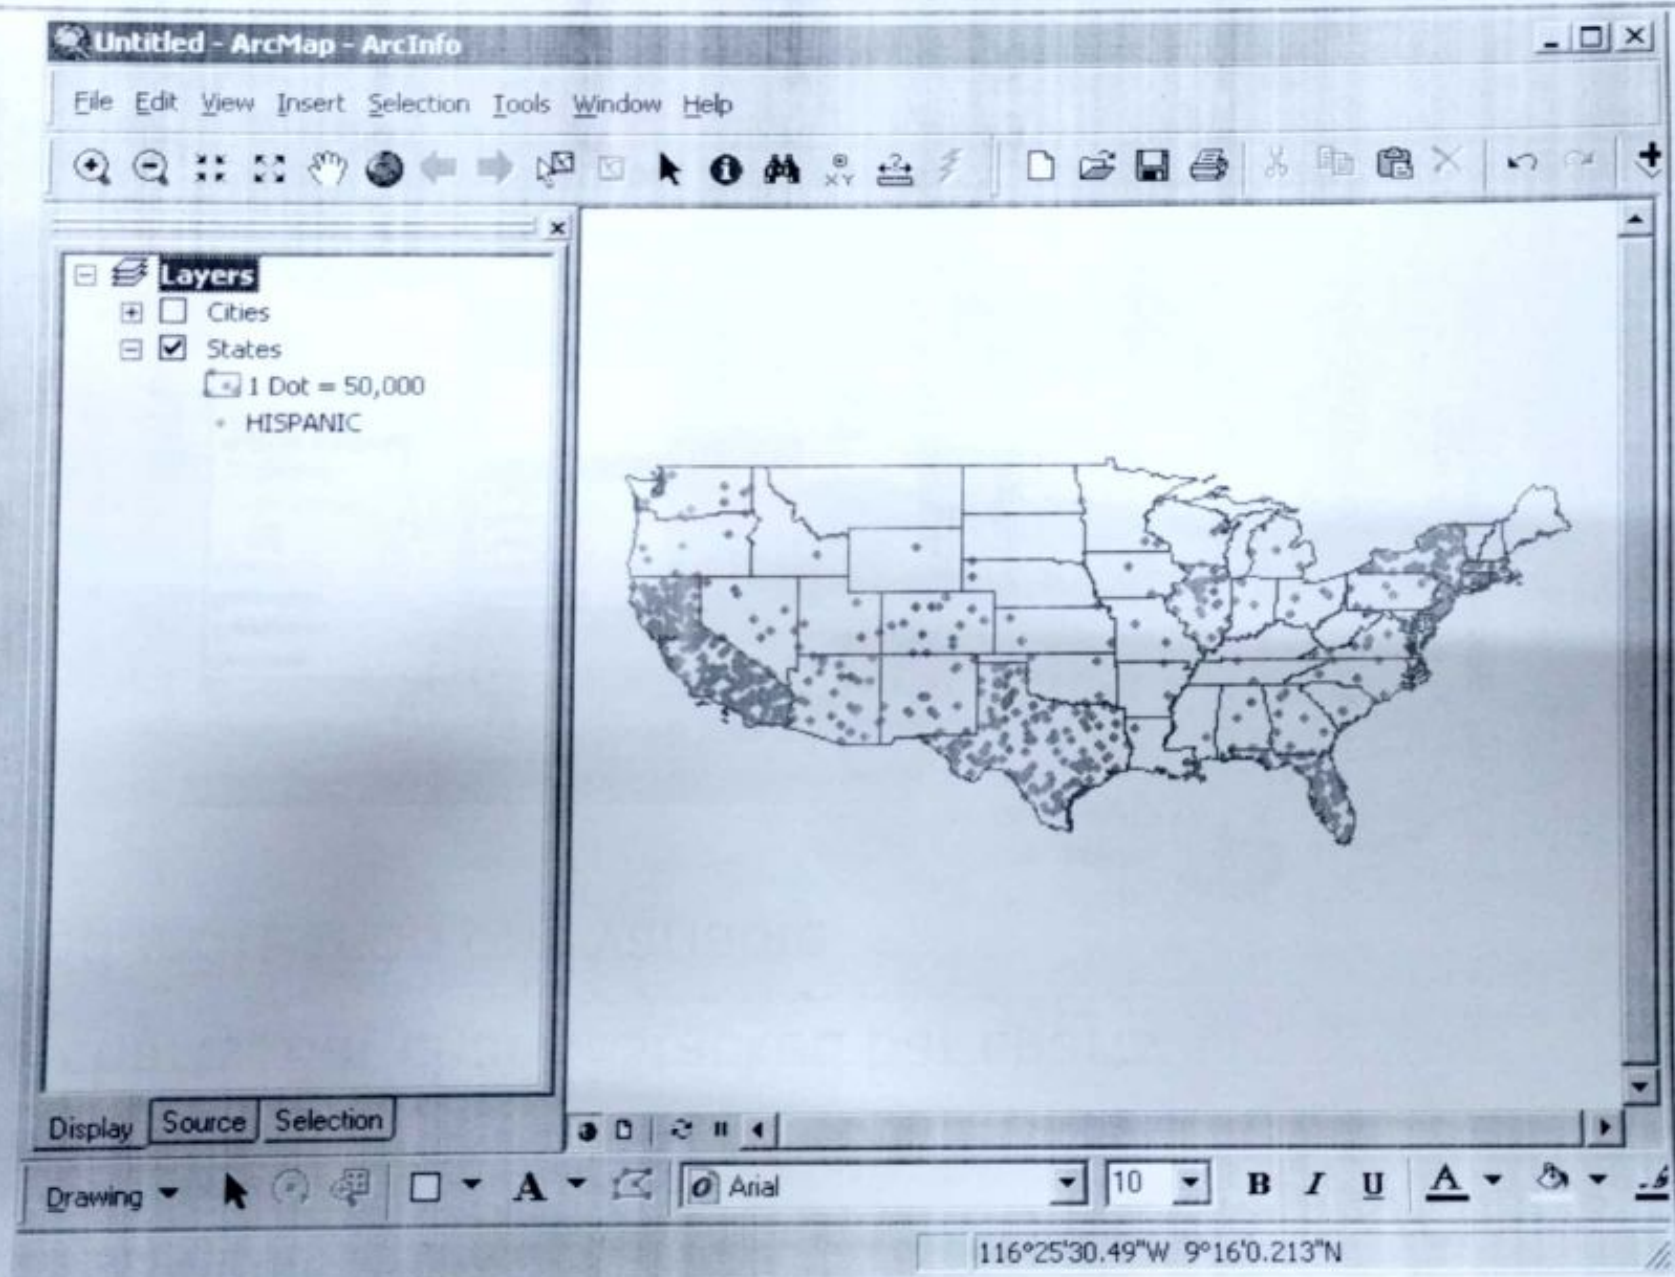 Untitled - ArcMap - ArcInfo
File Edit View Insert Selection Tools Window Help
XY
Layers
Cities
States
1 Dot = 50,000
HISPANIC
Display Source Selection
Drawing A Arial 10 B I U A
116°25'30.49"W 9°16'0.213"N